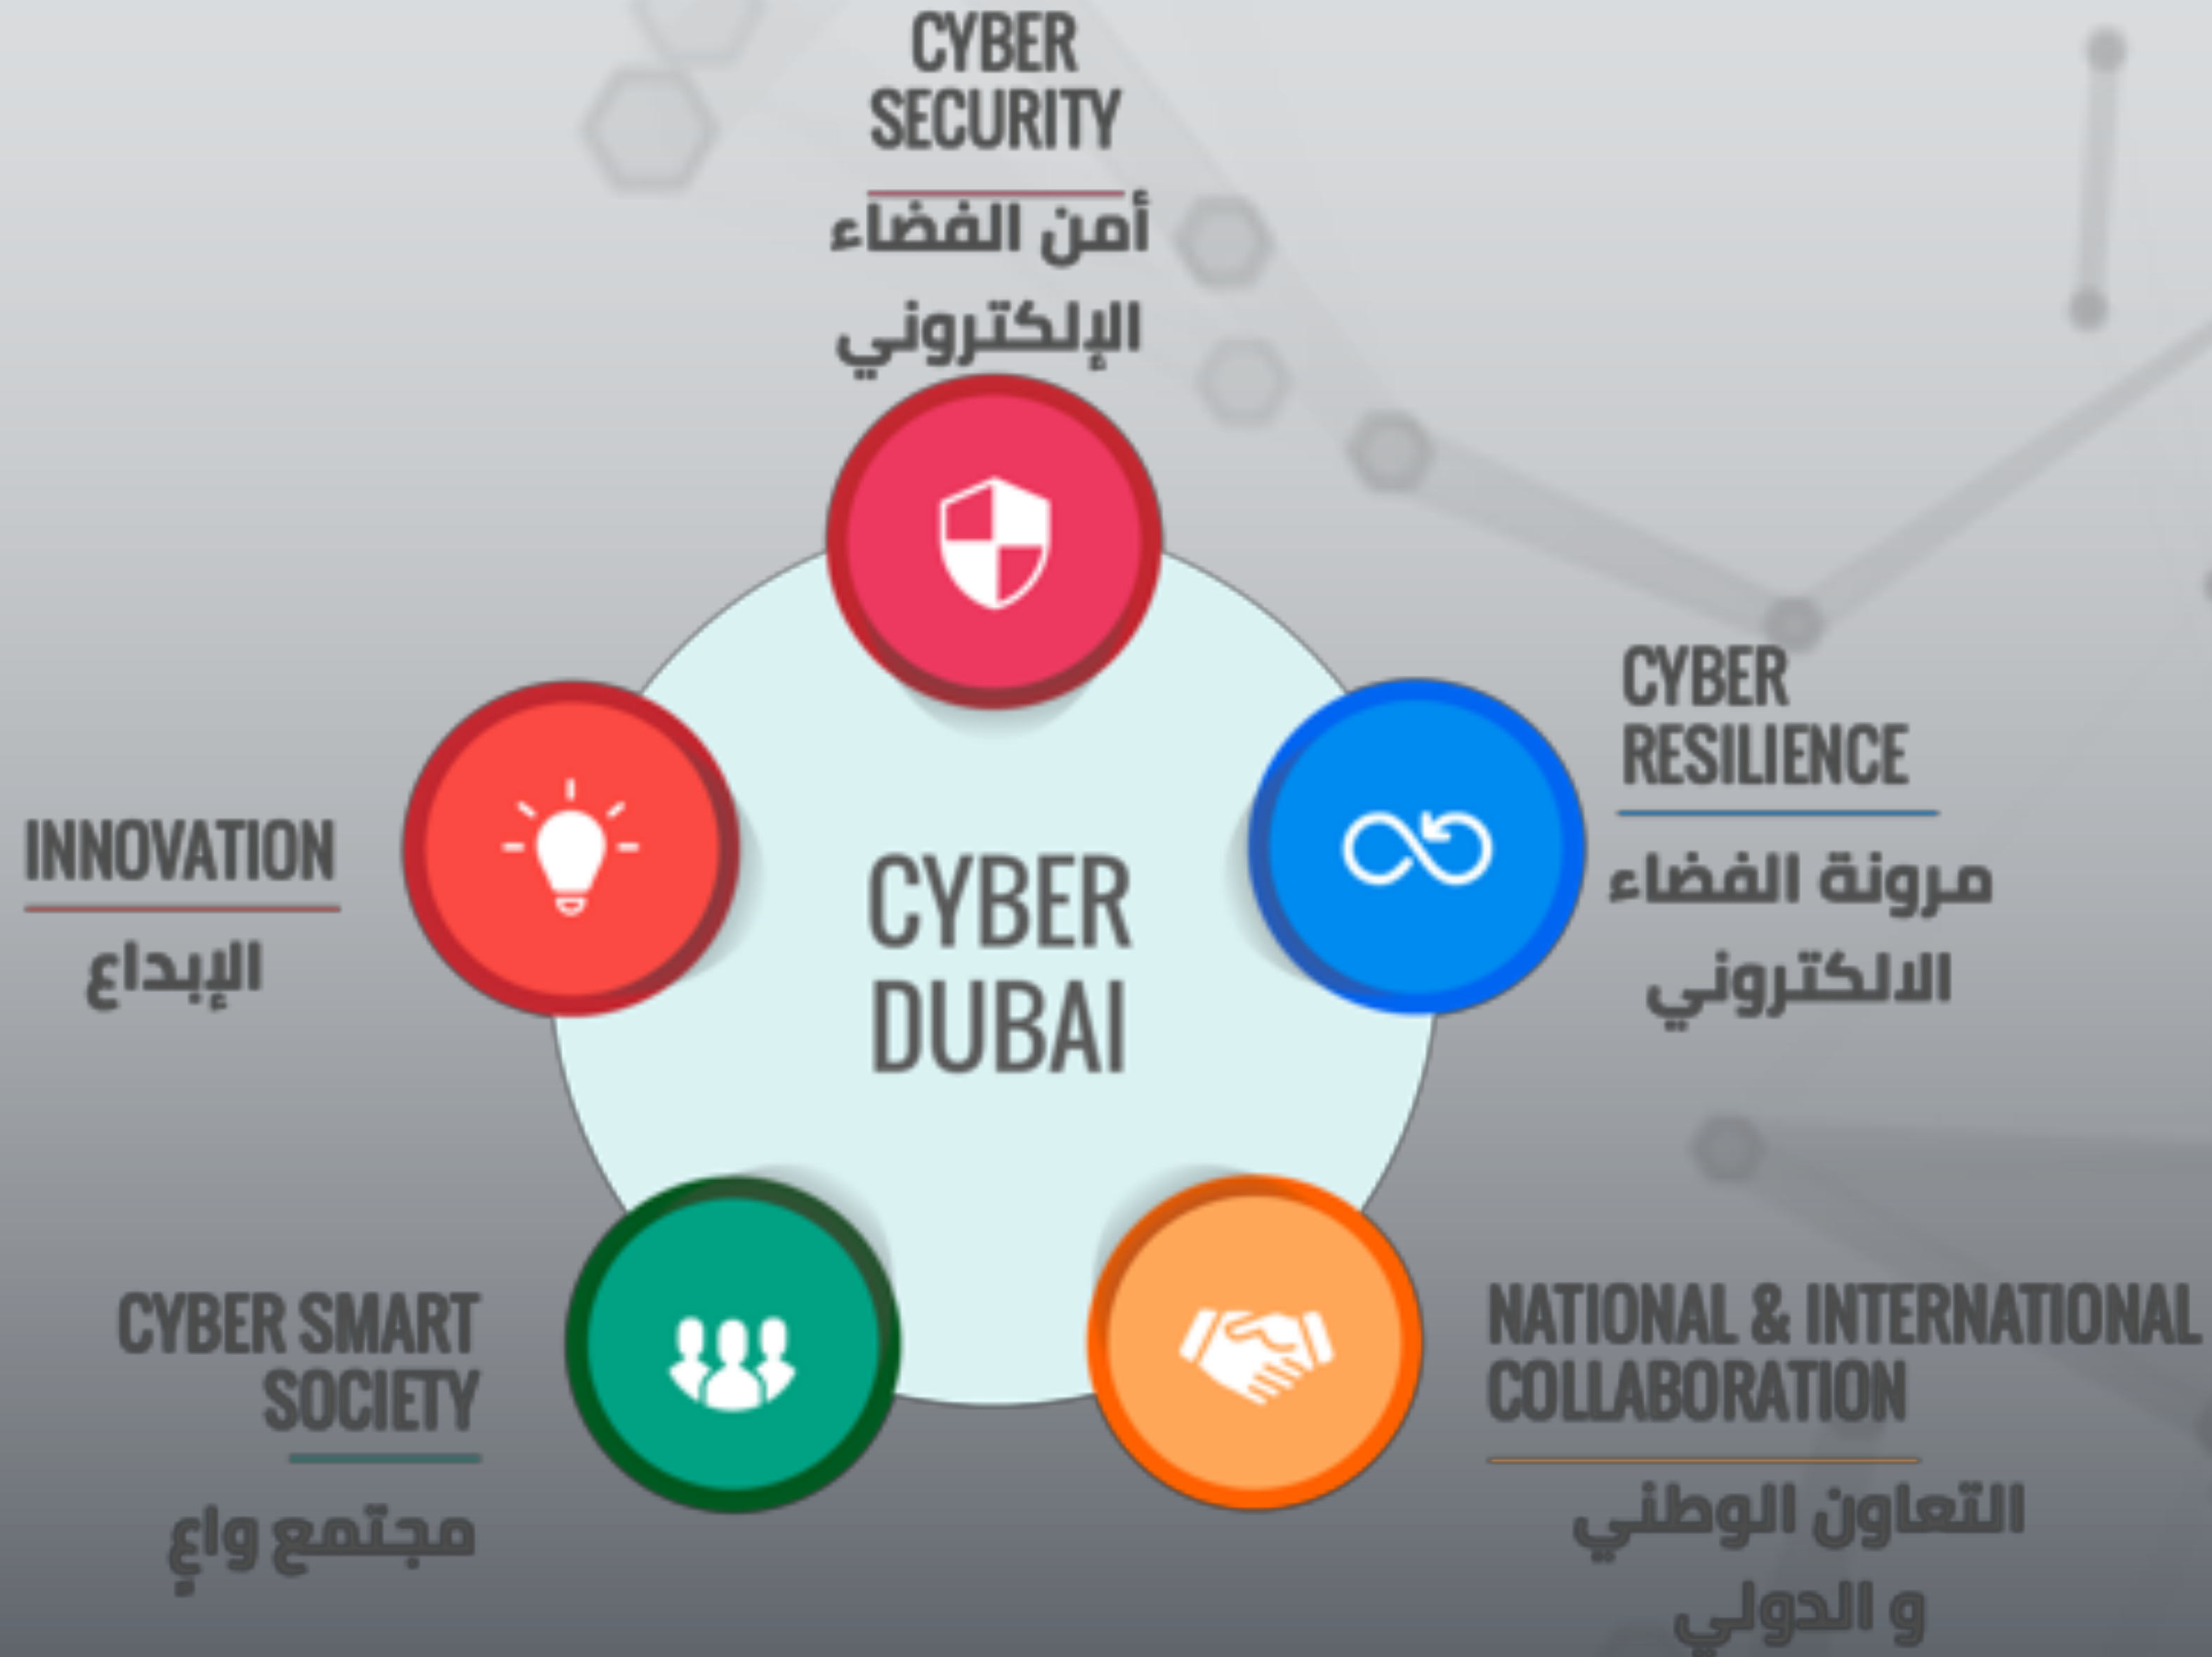 CYBER
SECURITY
أمن الفضاء
الإلكتروني
INNOVATION
الإبداع
CYBER
DUBAI
CYBER
RESILIENCE
مرونة الفضاء
الالكتروني
CYBER SMART
SOCIETY
مجتمع واعٍ
NATIONAL & INTERNATIONAL
COLLABORATION
التعاون الوطني
و الدولي